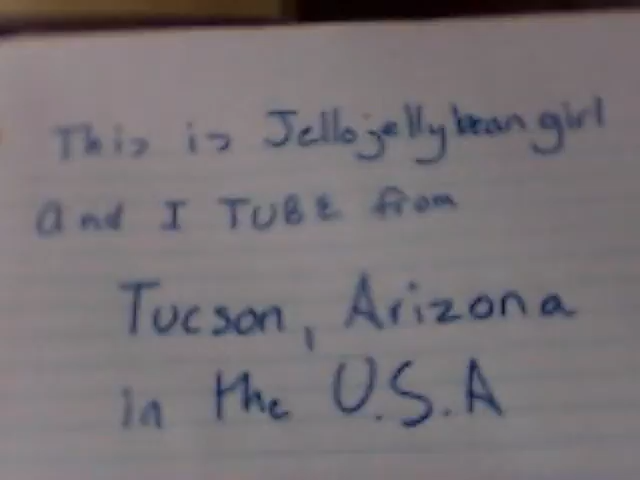 This is Jellojellybeangirl
and I TUBE from
Tucson, Arizona
in the U.S.A